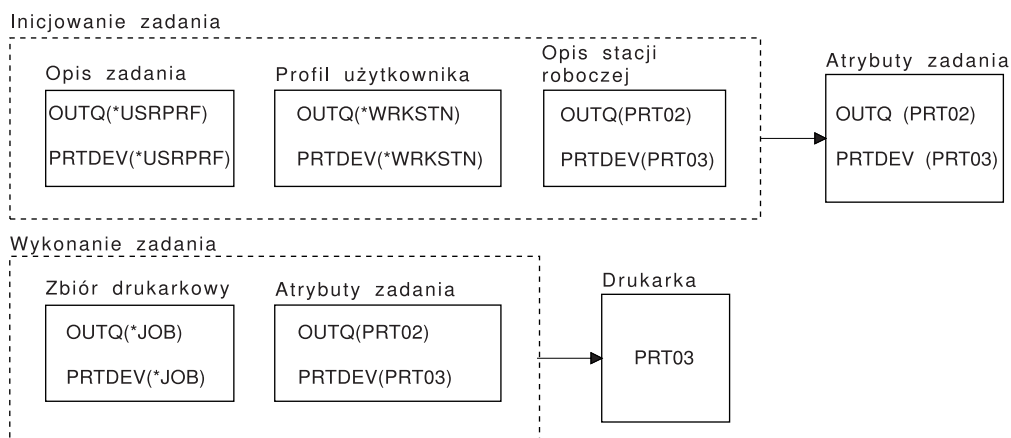 Inicjowanie zadania
Opis zadania
OUTQ(*USRPRF)
PRTDEV(*USRPRF)
Profil użytkownika
OUTQ(*WRKSTN)
PRTDEV(*WRKSTN)
Opis stacji
roboczej
OUTQ(PRT02)
PRTDEV(PRT03)
Atrybuty zadania
OUTQ (PRT02)
PRTDEV (PRT03)
Wykonanie zadania
Zbiór drukarkowy
OUTQ(*JOB)
PRTDEV(*JOB)
Atrybuty zadania
OUTQ(PRT02)
PRTDEV(PRT03)
Drukarka
PRT03